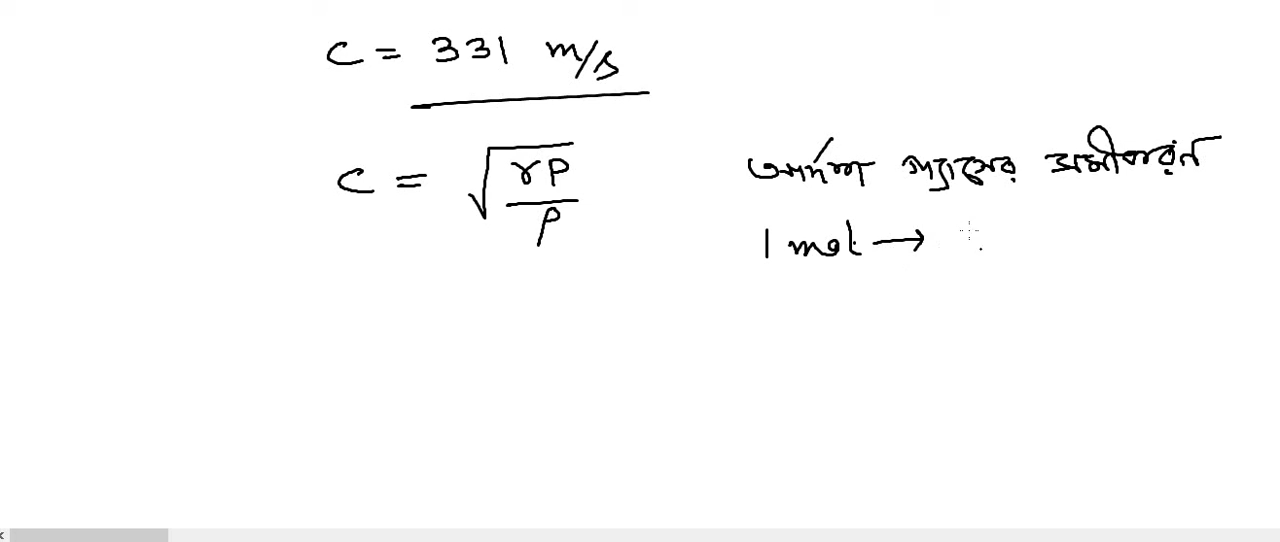 C = 331 m/s
C = √(γP/ρ)
আদর্শ গ্যাসের সমীকরণ
1 mol →